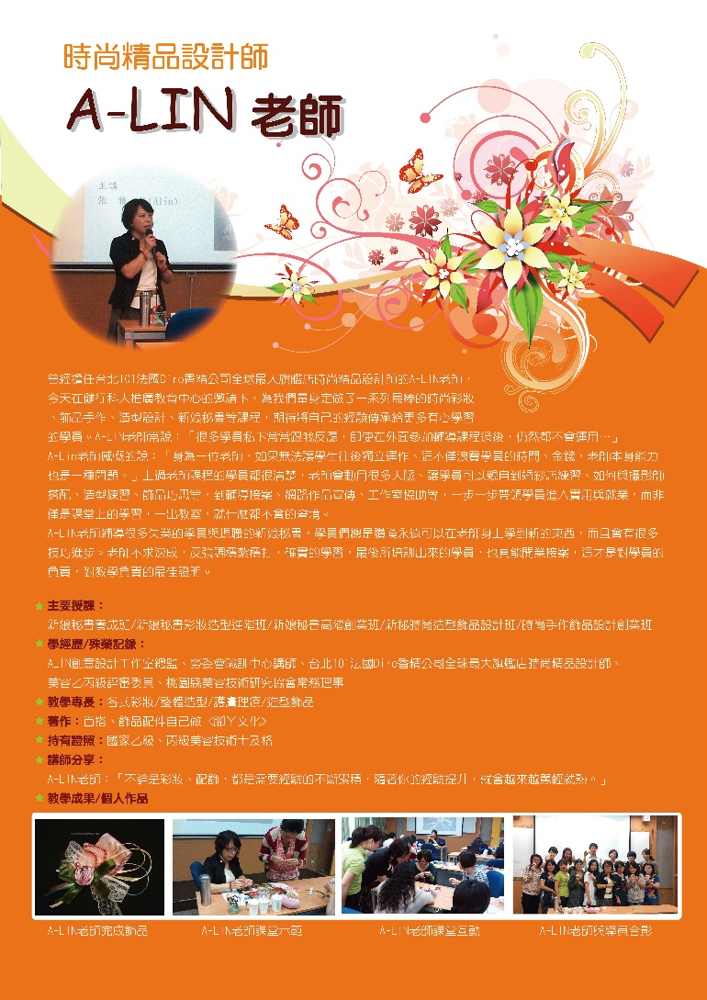 時尚精品設計師
A-LIN 老師
主講
張 雅 (Alin)
曾經擔任台北101法國Diro香精公司全球最大旗艦店時尚精品設計師的A-LIN老師，
今天在健行科大推廣教育中心的邀請下，為我們量身定做了一系列最棒的時尚彩妝
、飾品手作、造型設計、新娘秘書等課程，期待將自己的經驗傳承給更多有心學習
的學員。A-LIN老師常說：「很多學員私下常常跟我反應，即使在外面參加輔導課程過後，仍然都不會運用…」
A-Lin老師感慨的說：「身為一位老師，如果無法讓學生往後獨立運作、這不僅浪費學員的時間、金錢，老師本身能力
也是一種問題。」上過老師課程的學員都很清楚，老師會動用很多人脈、讓學員可以親自到婚紗店練習、如何與攝影師
搭配、造型練習、飾品巧思等，到輔導接案、網路作品宣傳、工作室協助等，一步一步帶領學員進入實用與就業，而非
僅是課堂上的學習，一出教室，就什麼都不會的窘境。
A-LIN老師輔導很多失業的學員與現職的新娘秘書，學員們總是讚嘆永遠可以在老師身上學到新的東西，而且會有很多
技巧進步。老師不求速成，反強調穩紮穩打，確實的學習，最後所培訓出來的學員，也真能開業接案，這才是對學員的
負責，對教學負責的最佳證明。
主要授課：
新娘秘書養成班/新娘秘書彩妝造型進階班/新娘秘書高階創業班/新秘時尚造型飾品設計班/時尚手作飾品設計創業班
學經歷/殊榮記錄：
ALIN創意設計工作室總監、勞委會職訓中心講師、台北101法國Diro香精公司全球最大旗艦店時尚精品設計師、
美容乙丙級評審委員、桃園縣美容技術研究協會常務理事
教學專長：各式彩妝/整體造型/護膚理療/造型飾品
著作：百搭、飾品配件自己做〈腳丫文化〉
持有證照：國家乙級、丙級美容技術士及格
講師分享：
A-LIN老師：「不論是彩妝、配飾，都是需要經驗的不斷累積，隨著你的經驗提升，就會越來越駕輕就熟。」
教學成果/個人作品
A-LIN老師完成飾品
A-LIN老師課堂示範
A-LIN老師課堂互動
A-LIN老師與學員合影